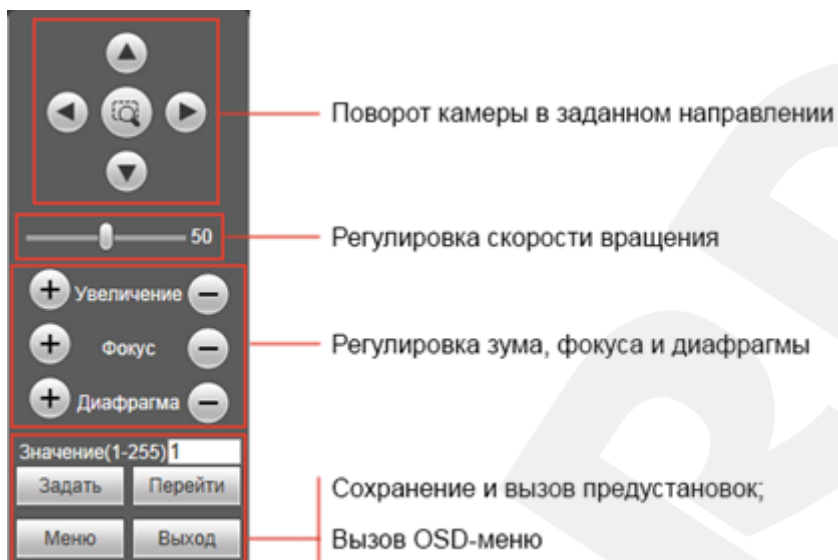 Поворот камеры в заданном направлении
50
Регулировка скорости вращения
Увеличение
Фокус
Диафрагма
Регулировка зума, фокуса и диафрагмы
Значение(1-255) 1
Задать Перейти
Сохранение и вызов предустановок;
Меню Выход
Вызов OSD-меню